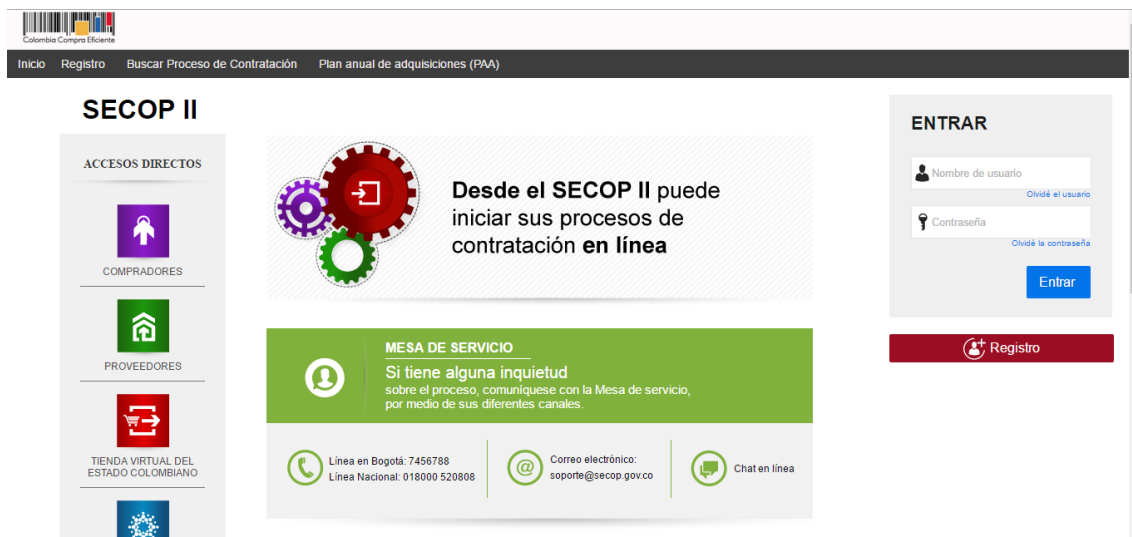 Colombia Compra Eficiente
Inicio Registro Buscar Proceso de Contratación Plan anual de adquisiciones (PAA)
SECOP II
ACCESOS DIRECTOS
COMPRADORES
PROVEEDORES
TIENDA VIRTUAL DEL
ESTADO COLOMBIANO
Desde el SECOP II puede
iniciar sus procesos de
contratación en línea
MESA DE SERVICIO
Si tiene alguna inquietud
sobre el proceso, comuníquese con la Mesa de servicio,
por medio de sus diferentes canales.
Línea en Bogotá: 7456788
Línea Nacional: 018000 520808
Correo electrónico:
soporte@secop.gov.co
Chat en línea
ENTRAR
Nombre de usuario
Olvidé el usuario
Contraseña
Olvidé la contraseña
Entrar
Registro